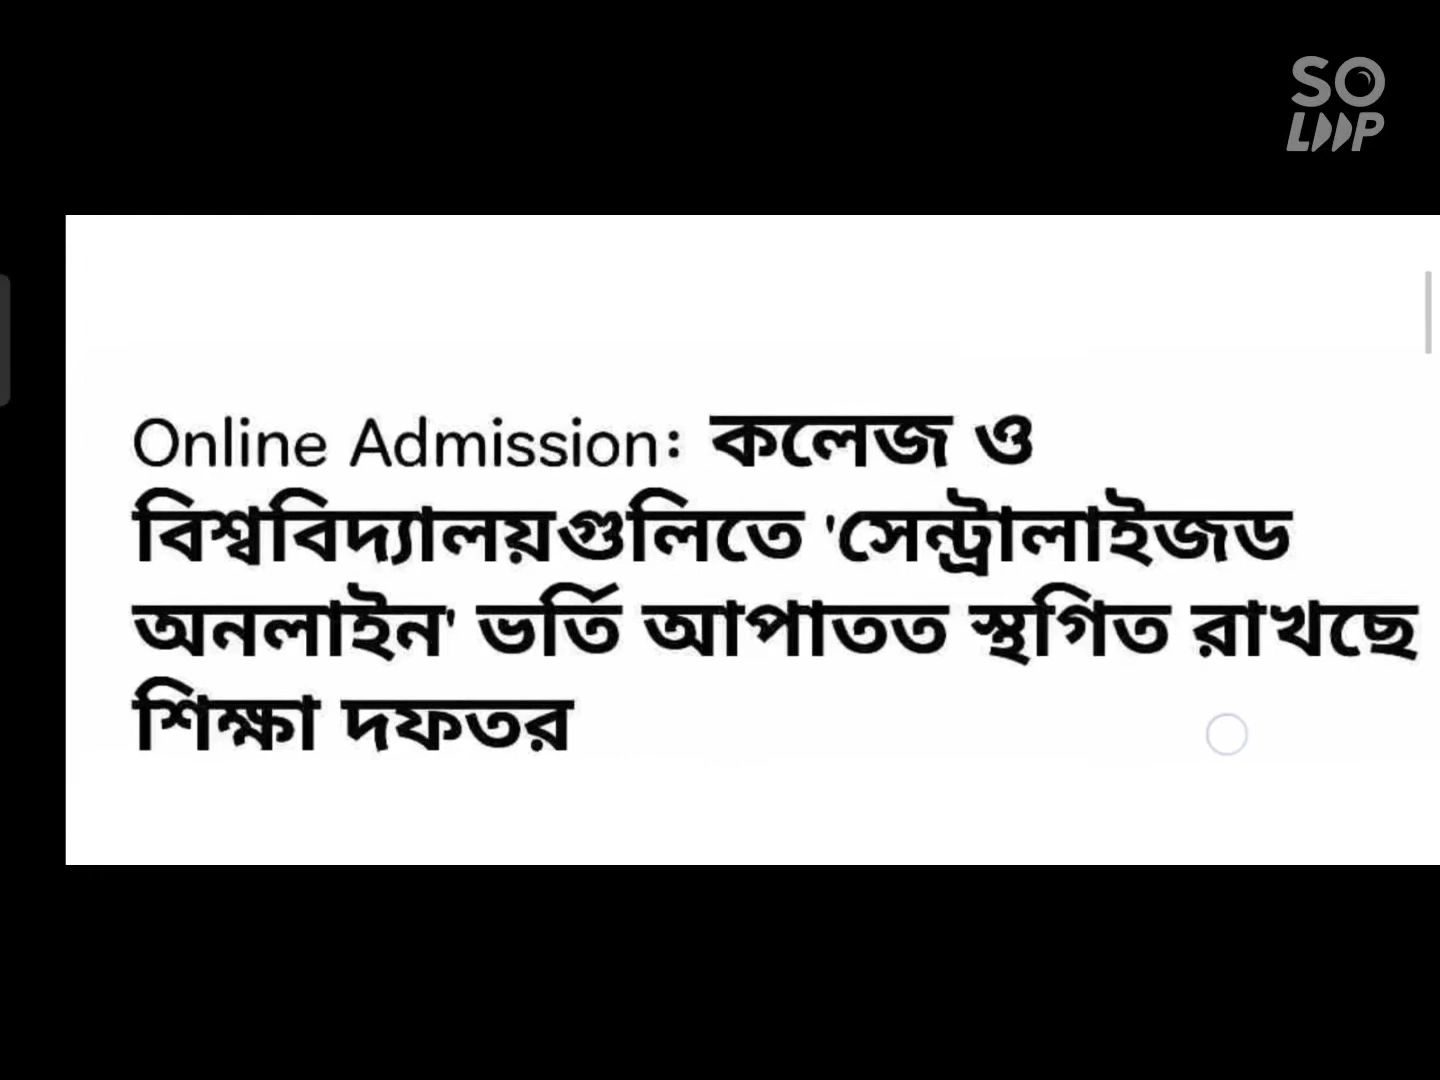 SO
LOOP
Online Admission: কলেজ ও
বিশ্ববিদ্যালয়গুলিতে 'সেন্ট্রালাইজড
অনলাইন' ভর্তি আপাতত স্থগিত রাখছে
শিক্ষা দফতর